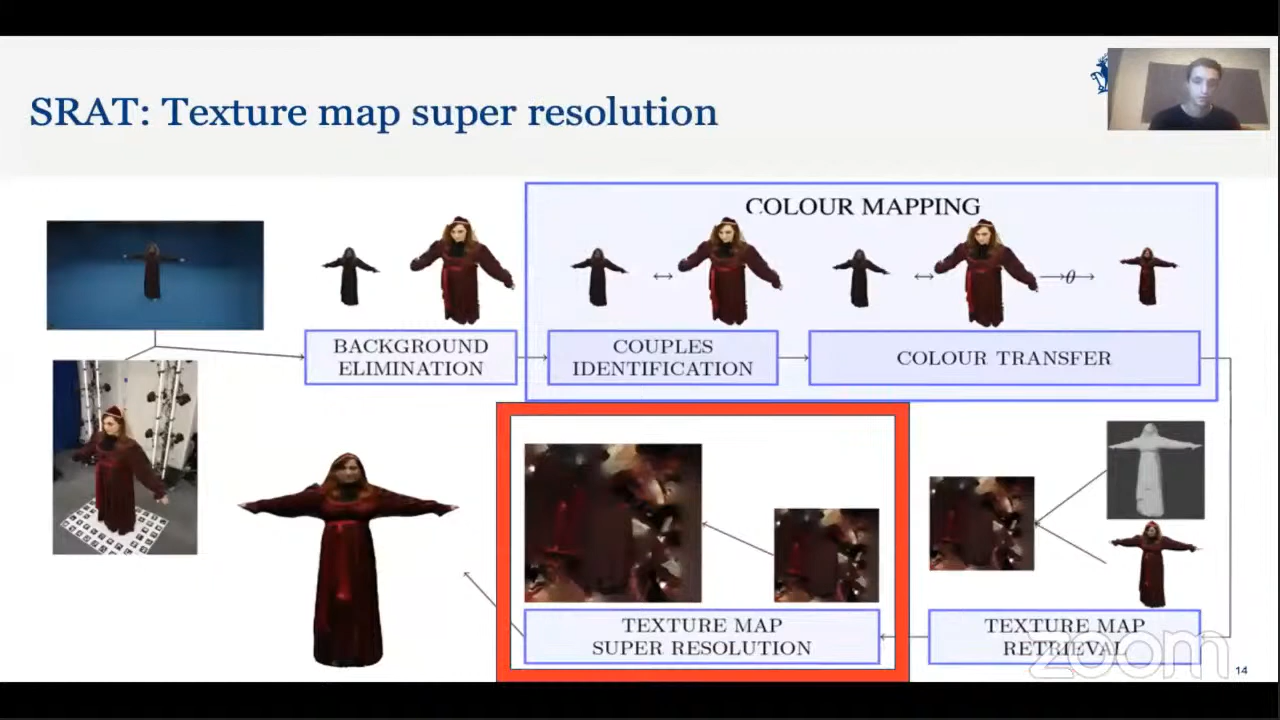 SRAT: Texture map super resolution
COLOUR MAPPING
θ
BACKGROUND
ELIMINATION
COUPLES
IDENTIFICATION
COLOUR TRANSFER
TEXTURE MAP
SUPER RESOLUTION
TEXTURE MAP
RETRIEVAL
zoom
14